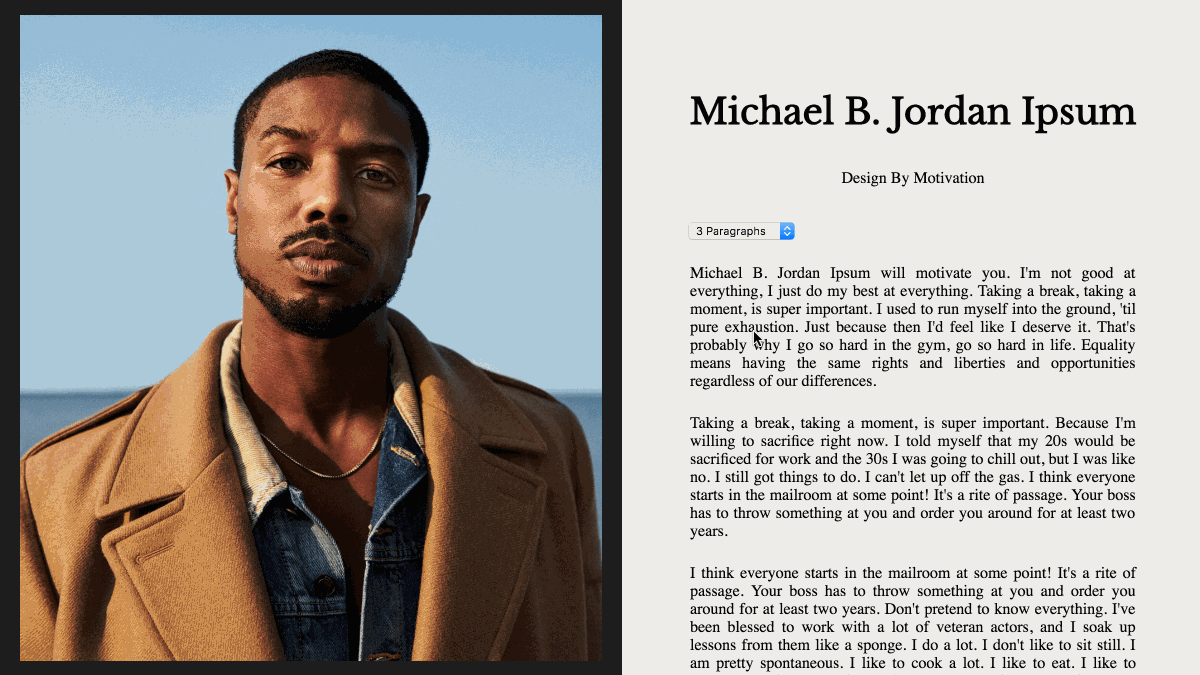 Michael B. Jordan Ipsum
Design By Motivation
3 Paragraphs
Michael B. Jordan Ipsum will motivate you. I'm not good at
everything, I just do my best at everything. Taking a break, taking a
moment, is super important. I used to run myself into the ground, 'til
pure exhaustion. Just because then I'd feel like I deserve it. That's
probably why I go so hard in the gym, go so hard in life. Equality
means having the same rights and liberties and opportunities
regardless of our differences.
Taking a break, taking a moment, is super important. Because I'm
willing to sacrifice right now. I told myself that my 20s would be
sacrificed for work and the 30s I was going to chill out, but I was like
no. I still got things to do. I can't let up off the gas. I think everyone
starts in the mailroom at some point! It's a rite of passage. Your boss
has to throw something at you and order you around for at least two
years.
I think everyone starts in the mailroom at some point! It's a rite of
passage. Your boss has to throw something at you and order you
around for at least two years. Don't pretend to know everything. I've
been blessed to work with a lot of veteran actors, and I soak up
lessons from them like a sponge. I do a lot. I don't like to sit still. I
am pretty spontaneous. I like to cook a lot. I like to eat. I like to